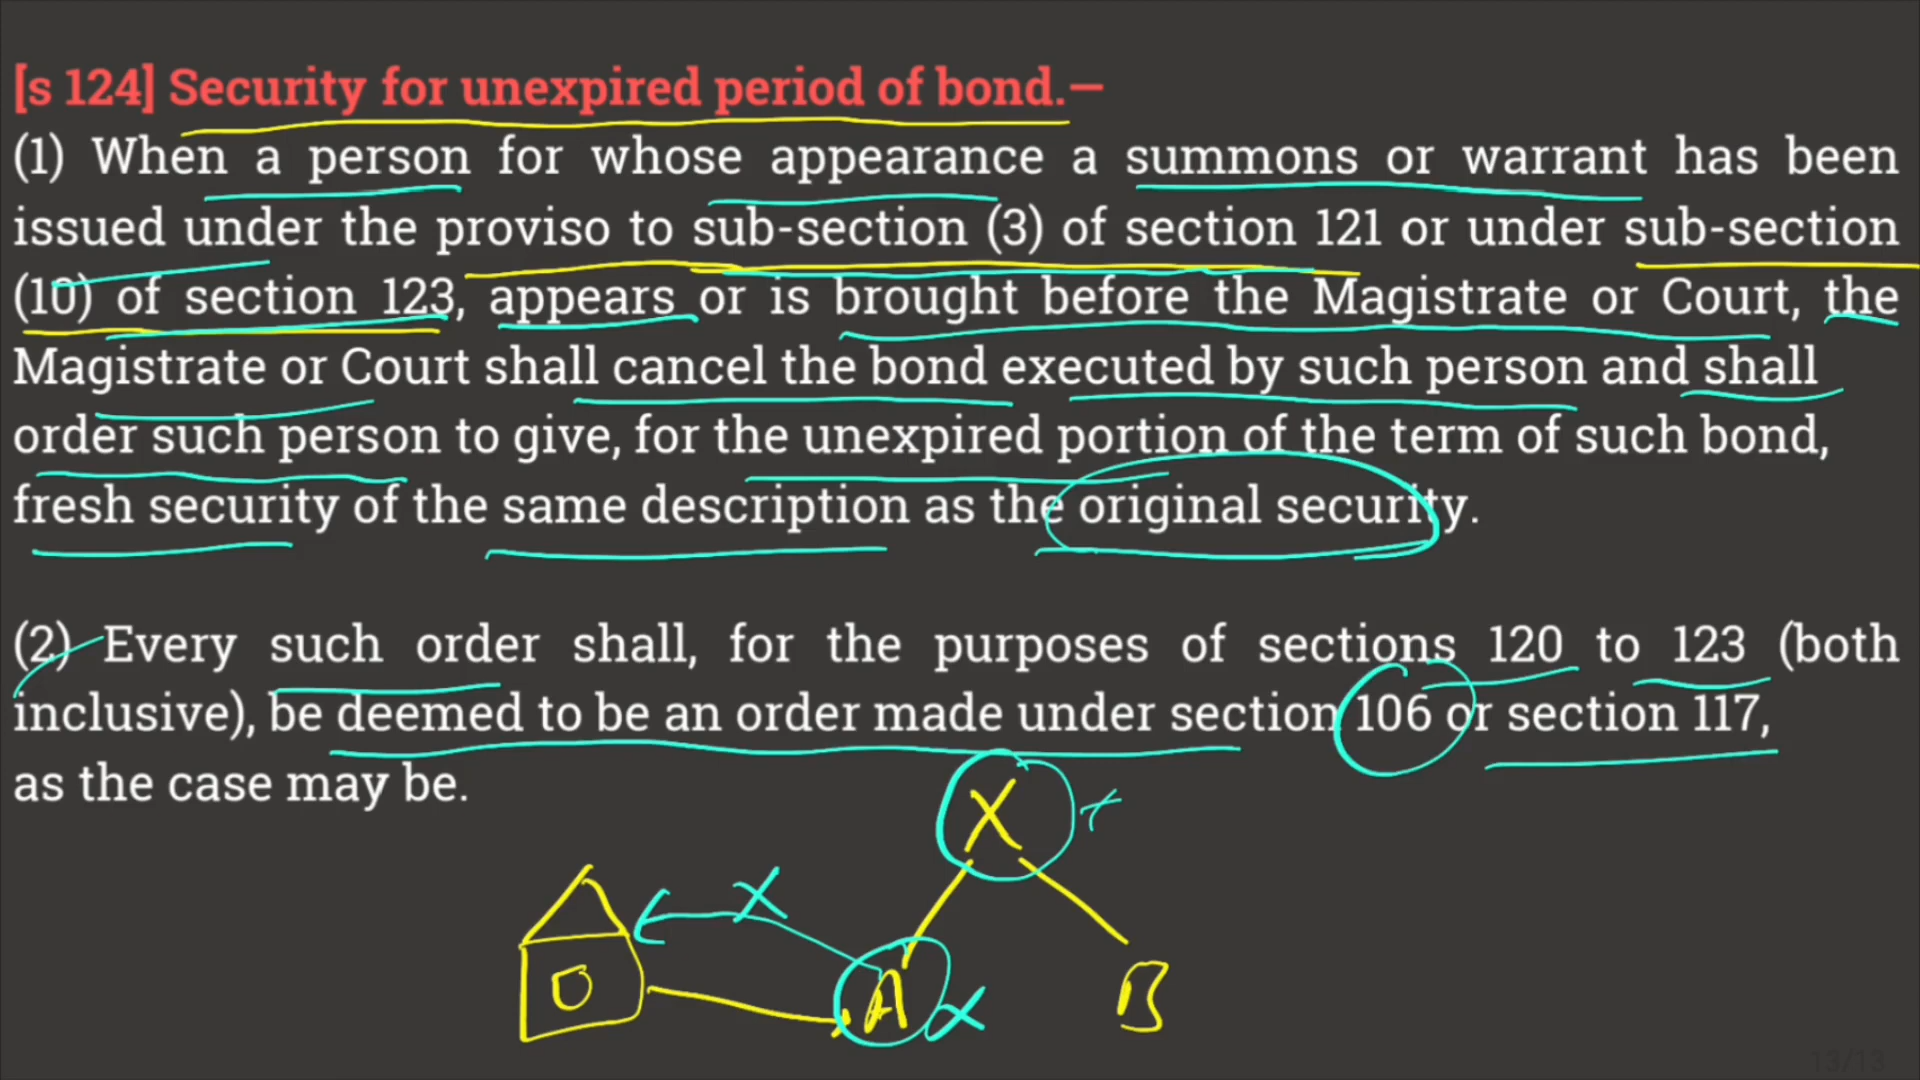 [s 124] Security for unexpired period of bond.—
(1) When a person for whose appearance a summons or warrant has been
issued under the proviso to sub-section (3) of section 121 or under sub-section
(10) of section 123, appears or is brought before the Magistrate or Court, the
Magistrate or Court shall cancel the bond executed by such person and shall
order such person to give, for the unexpired portion of the term of such bond,
fresh security of the same description as the original security.
(2) Every such order shall, for the purposes of sections 120 to 123 (both
inclusive), be deemed to be an order made under section 106 or section 117,
as the case may be.
X
A
B
13/13